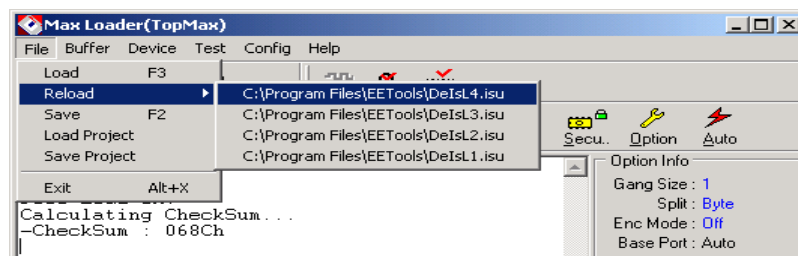 Max Loader(TopMax)
File Buffer Device Test Config Help
Load F3
Reload
Save F2
Load Project
Save Project
Exit Alt+X
C:\Program Files\EETools\DeIsL4.isu
C:\Program Files\EETools\DeIsL3.isu
C:\Program Files\EETools\DeIsL2.isu
C:\Program Files\EETools\DeIsL1.isu
Secu.. Option Auto
Calculating CheckSum...
-CheckSum : 068Ch
Option Info
Gang Size : 1
Split : Byte
Enc Mode : Off
Base Port : Auto